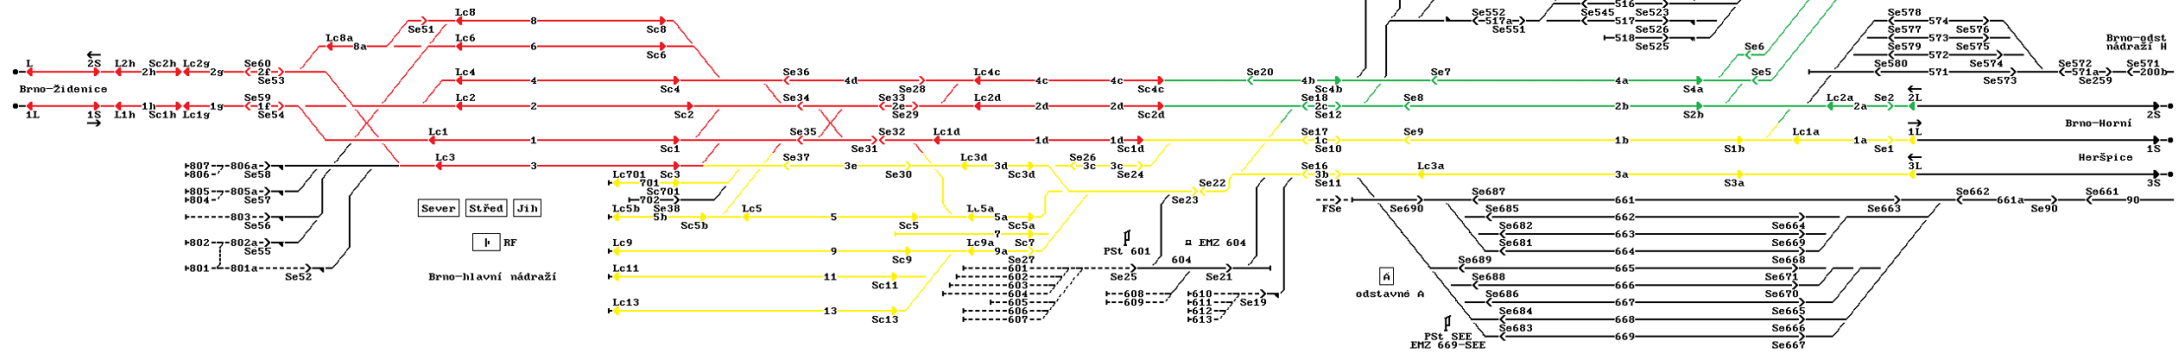 516
Se552 Se545 Se523 Se578
Lc8 517a 517 574
8 Se551 Se526 Se577 Se576
Se51 Sc8 518 Se525 573
Lc8a Lc6 Se6 Se579 Se575 Brno-odst
8a 6 Sc6 572 nádraží H
L 2S L2h Sc2h Lc2g Se60 Lc4 Se36 Lc4c Se20 Se7 Se5 Se580 Se574 Se572 Se571
2h 2g 2f 4 4d 4c 4c 4b 4a 571 571a 200b
Se53 Sc4 Se28 Sc4c Sc4b S4a Se573 Se259
Brno-Židenice Se59 Lc2 Se34 Se33 Lc2d Se18 Se8 Lc2a Se2 2L
1h 1g 1f 2 2e 2d 2d 2c 2b 2a
1L 1S L1h Sc1h Lc1g Se54 Sc2 Se29 Sc2d Se12 S2b 2S
Brno-Horní
Lc1 Se35 Se32 Lc1d Se17 Se9 Lc1a 1L
1 1d 1d 1c 1b 1a
Sc1 Se31 Sc1d Se10 S1b Se1 1S
Heršpice
807 806a Lc3 Se37 Lc3d Se26 Se16 Lc3a 3L
3 3e 3d 3c 3c
806 Se58 Lc701 Sc3 Se30 Sc3d Se24 3b 3a
701 Se22 Se11 S3a 3S
805 805a Sc701 Se687 Se662 Se661
804 Se57 702 Se23 FSe Se690 661 Se663 661a Se90 90
Sever Střed Jih Lc5b Se38 Lc5 Lc5a Se685
803 5b 5 5a 662
Se56 Sc5b Sc5 Sc5a Se682 Se664
7 663
802 802a RF Lc9 Lc9a Sc7 PSt 601 EMZ 604 Se681 Se669
Se55 9 9a 664
Sc9 Se27 604 Se689 Se668
801 801a Lc11 601 665
Se52 Brno-hlavní nádraží 11 602 Se25 Se21 A Se688 Se671
Sc11 603 666
604 608 610 Se19 odstavné A Se686 Se670
605 609 611 667
Lc13 606 612 Se684 Se665
13 607 613 668
Sc13 Se683 Se666
PSt SEE 669
EMZ 669-SEE Se667